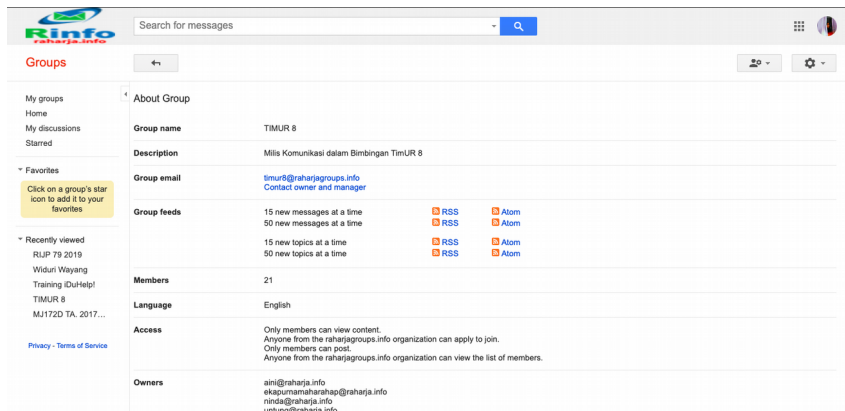 Rinfo
raharja.info
Search for messages
Groups
My groups
Home
My discussions
Starred
Favorites
Click on a group's star
icon to add it to your
favorites
Recently viewed
RIJP 79 2019
Widuri Wayang
Training iDuHelp!
TIMUR 8
MJ172D TA. 2017...
Privacy - Terms of Service
About Group
Group name TIMUR 8
Description Milis Komunikasi dalam Bimbingan TimUR 8
Group email timur8@raharjagroups.info
Contact owner and manager
Group feeds 15 new messages at a time RSS Atom
50 new messages at a time RSS Atom
15 new topics at a time RSS Atom
50 new topics at a time RSS Atom
Members 21
Language English
Access Only members can view content.
Anyone from the raharjagroups.info organization can apply to join.
Only members can post.
Anyone from the raharjagroups.info organization can view the list of members.
Owners aini@raharja.info
ekapurnamaharahap@raharja.info
ninda@raharja.info
untung@raharja.info